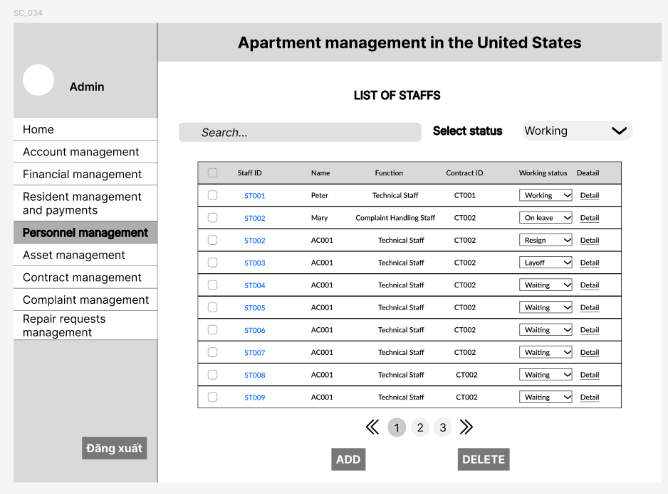 SC_034
Apartment management in the United States
Admin
Home
Account management
Financial management
Resident management
and payments
Personnel management
Asset management
Contract management
Complaint management
Repair requests
management
Đăng xuất
LIST OF STAFFS
Search...
Select status
Working
Staff ID Name Function Contract ID Working status Deatail
ST001 Peter Technical Staff CT001 Working Detail
ST002 Mary Complaint Handling Staff CT002 On leave Detail
ST002 AC001 Technical Staff CT002 Resign Detail
ST003 AC001 Technical Staff CT002 Layoff Detail
ST004 AC001 Technical Staff CT002 Waiting Detail
ST005 AC001 Technical Staff CT002 Waiting Detail
ST006 AC001 Technical Staff CT002 Waiting Detail
ST007 AC001 Technical Staff CT002 Waiting Detail
ST008 AC001 Technical Staff CT002 Waiting Detail
ST009 AC001 Technical Staff CT002 Waiting Detail
1 2 3
ADD
DELETE